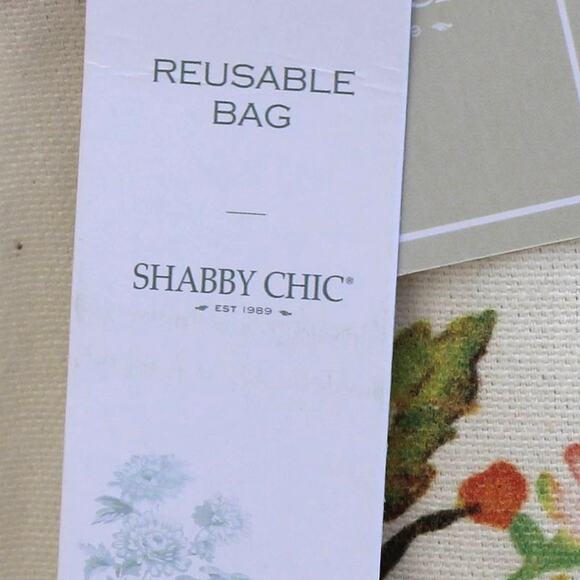 REUSABLE
BAG
SHABBY CHIC®
EST 1989